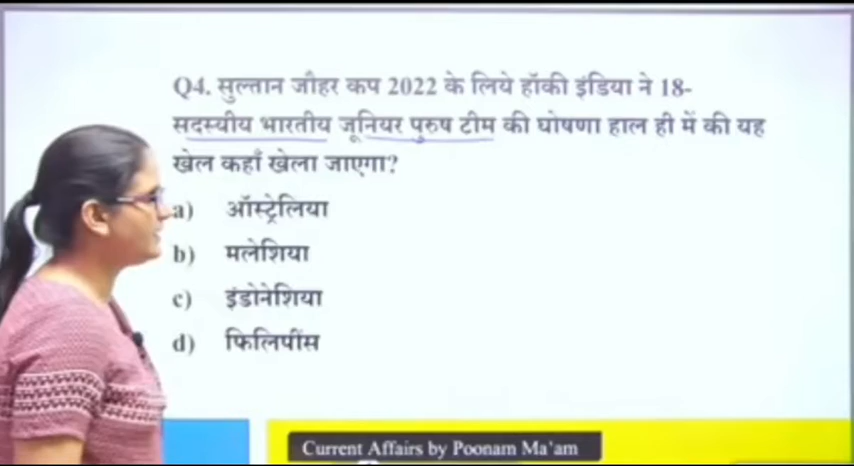 Q4. सुल्तान जौहर कप 2022 के लिये हॉकी इंडिया ने 18-
सदस्यीय भारतीय जूनियर पुरुष टीम की घोषणा हाल ही में की यह
खेल कहाँ खेला जाएगा?
a) ऑस्ट्रेलिया
b) मलेशिया
c) इंडोनेशिया
d) फिलिपींस
Current Affairs by Poonam Ma'am